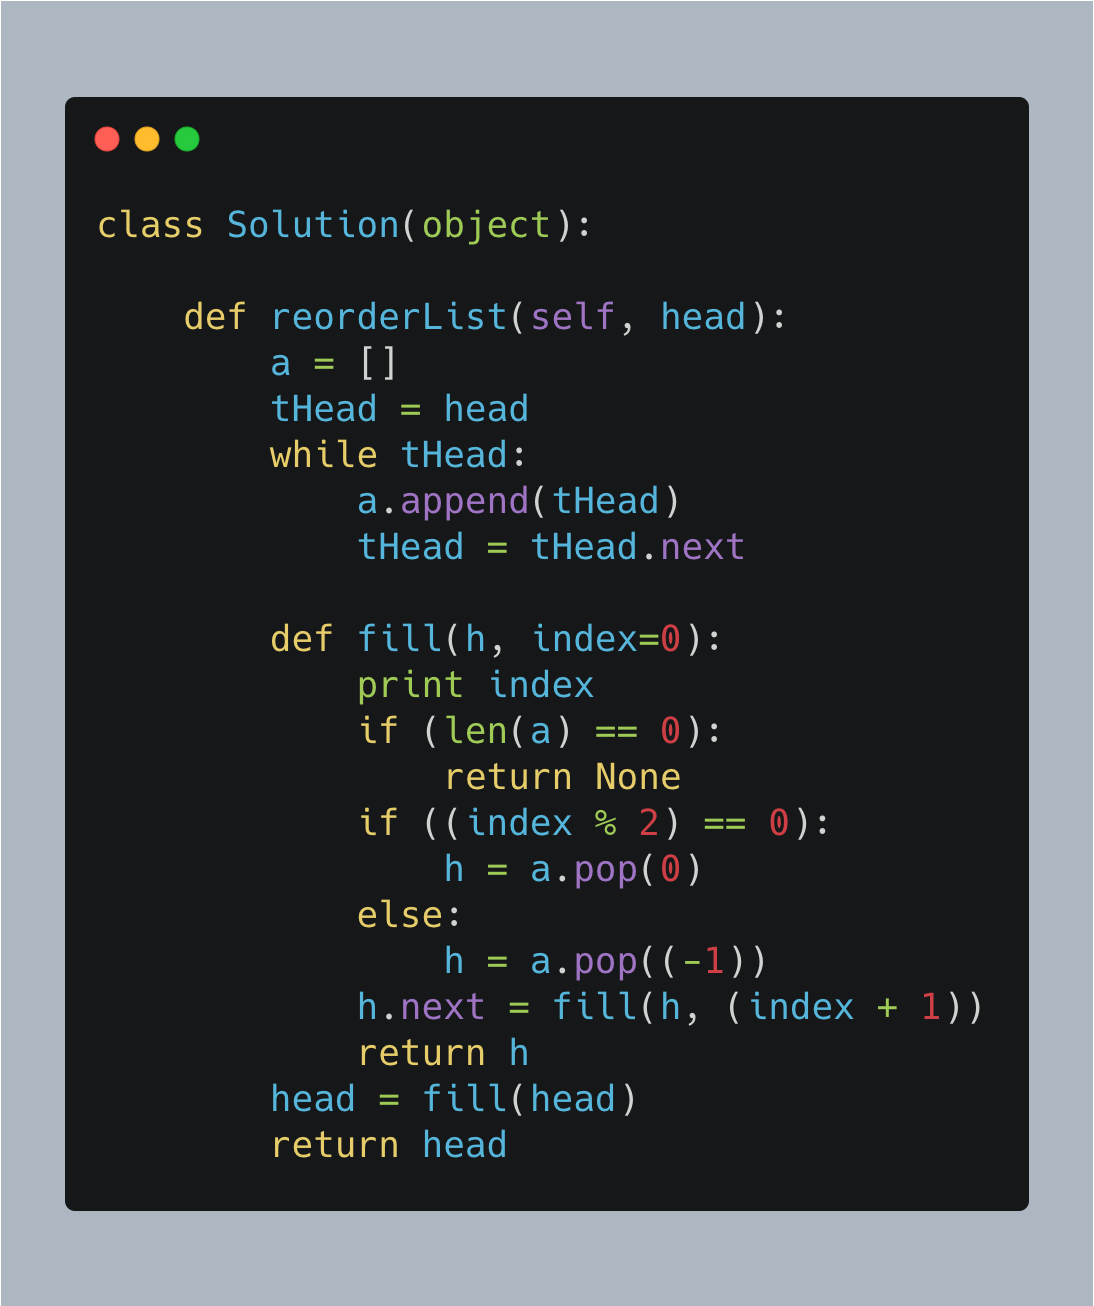 class Solution(object):

    def reorderList(self, head):
        a = []
        tHead = head
        while tHead:
            a.append(tHead)
            tHead = tHead.next

        def fill(h, index=0):
            print index
            if (len(a) == 0):
                return None
            if ((index % 2) == 0):
                h = a.pop(0)
            else:
                h = a.pop((-1))
            h.next = fill(h, (index + 1))
            return h
        head = fill(head)
        return head